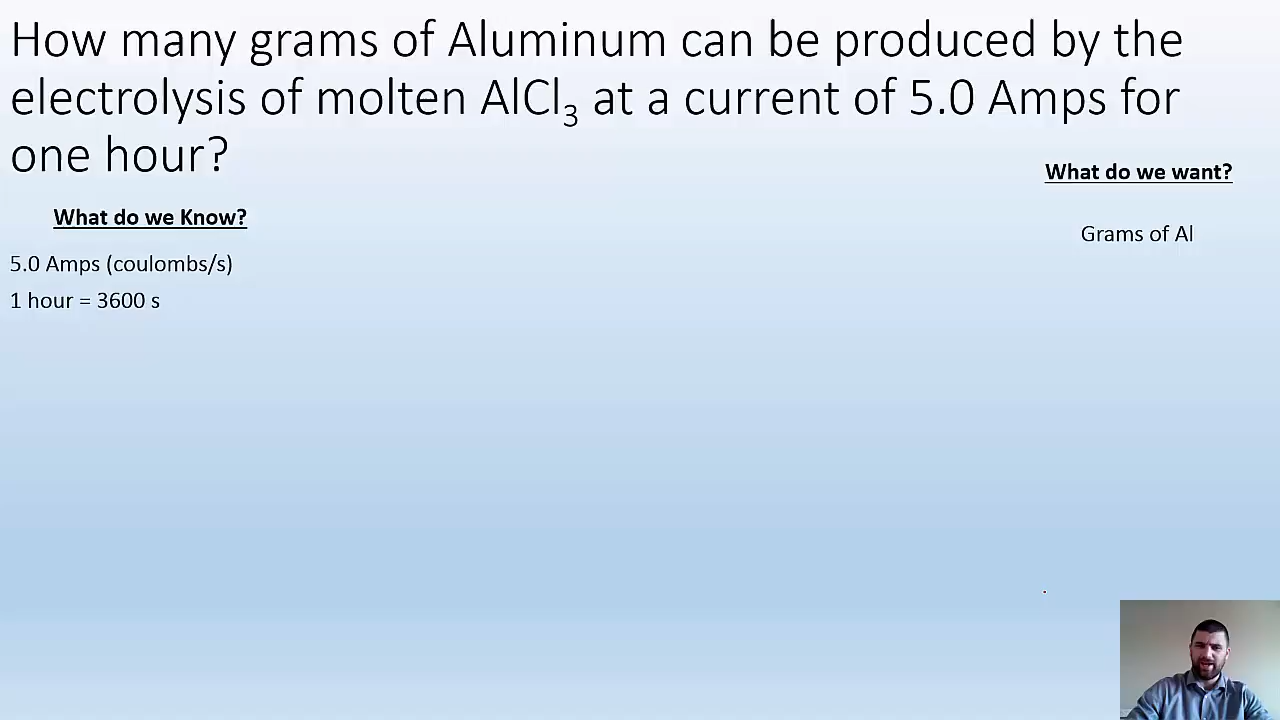 How many grams of Aluminum can be produced by the
electrolysis of molten AlCl₃ at a current of 5.0 Amps for
one hour?
What do we want?
What do we Know?
Grams of Al
5.0 Amps (coulombs/s)
1 hour = 3600 s